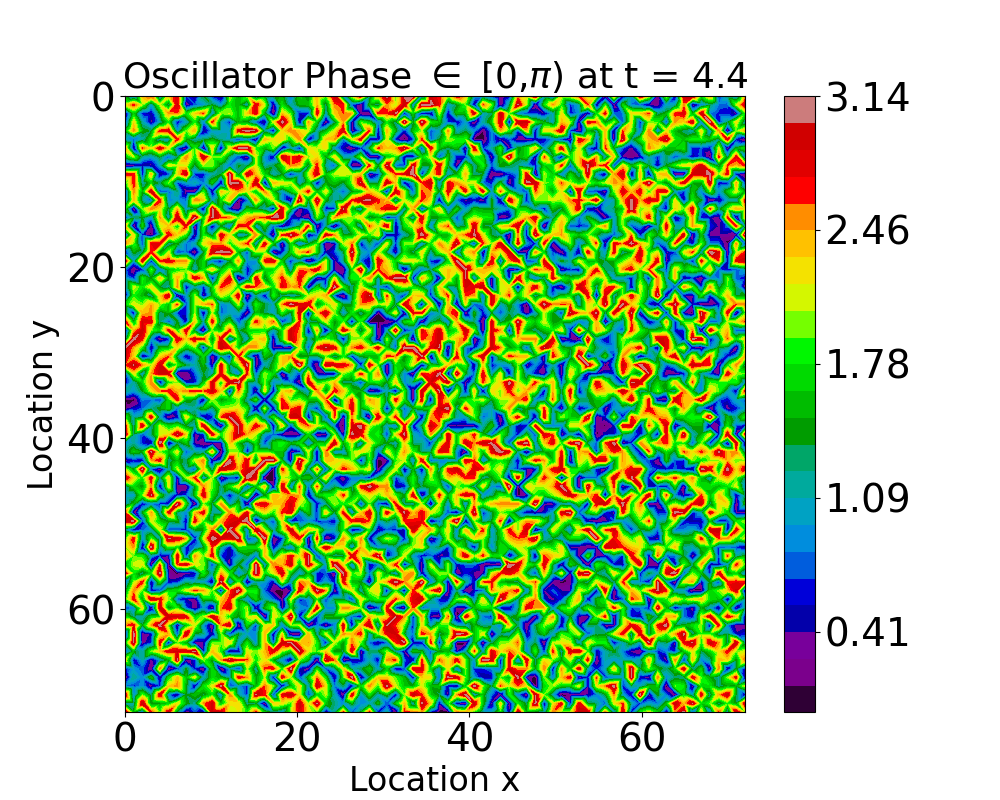 Oscillator Phase ∈ [0,π) at t = 4.4
0
20
40
60
Location y
0 20 40 60
Location x
3.14
2.46
1.78
1.09
0.41